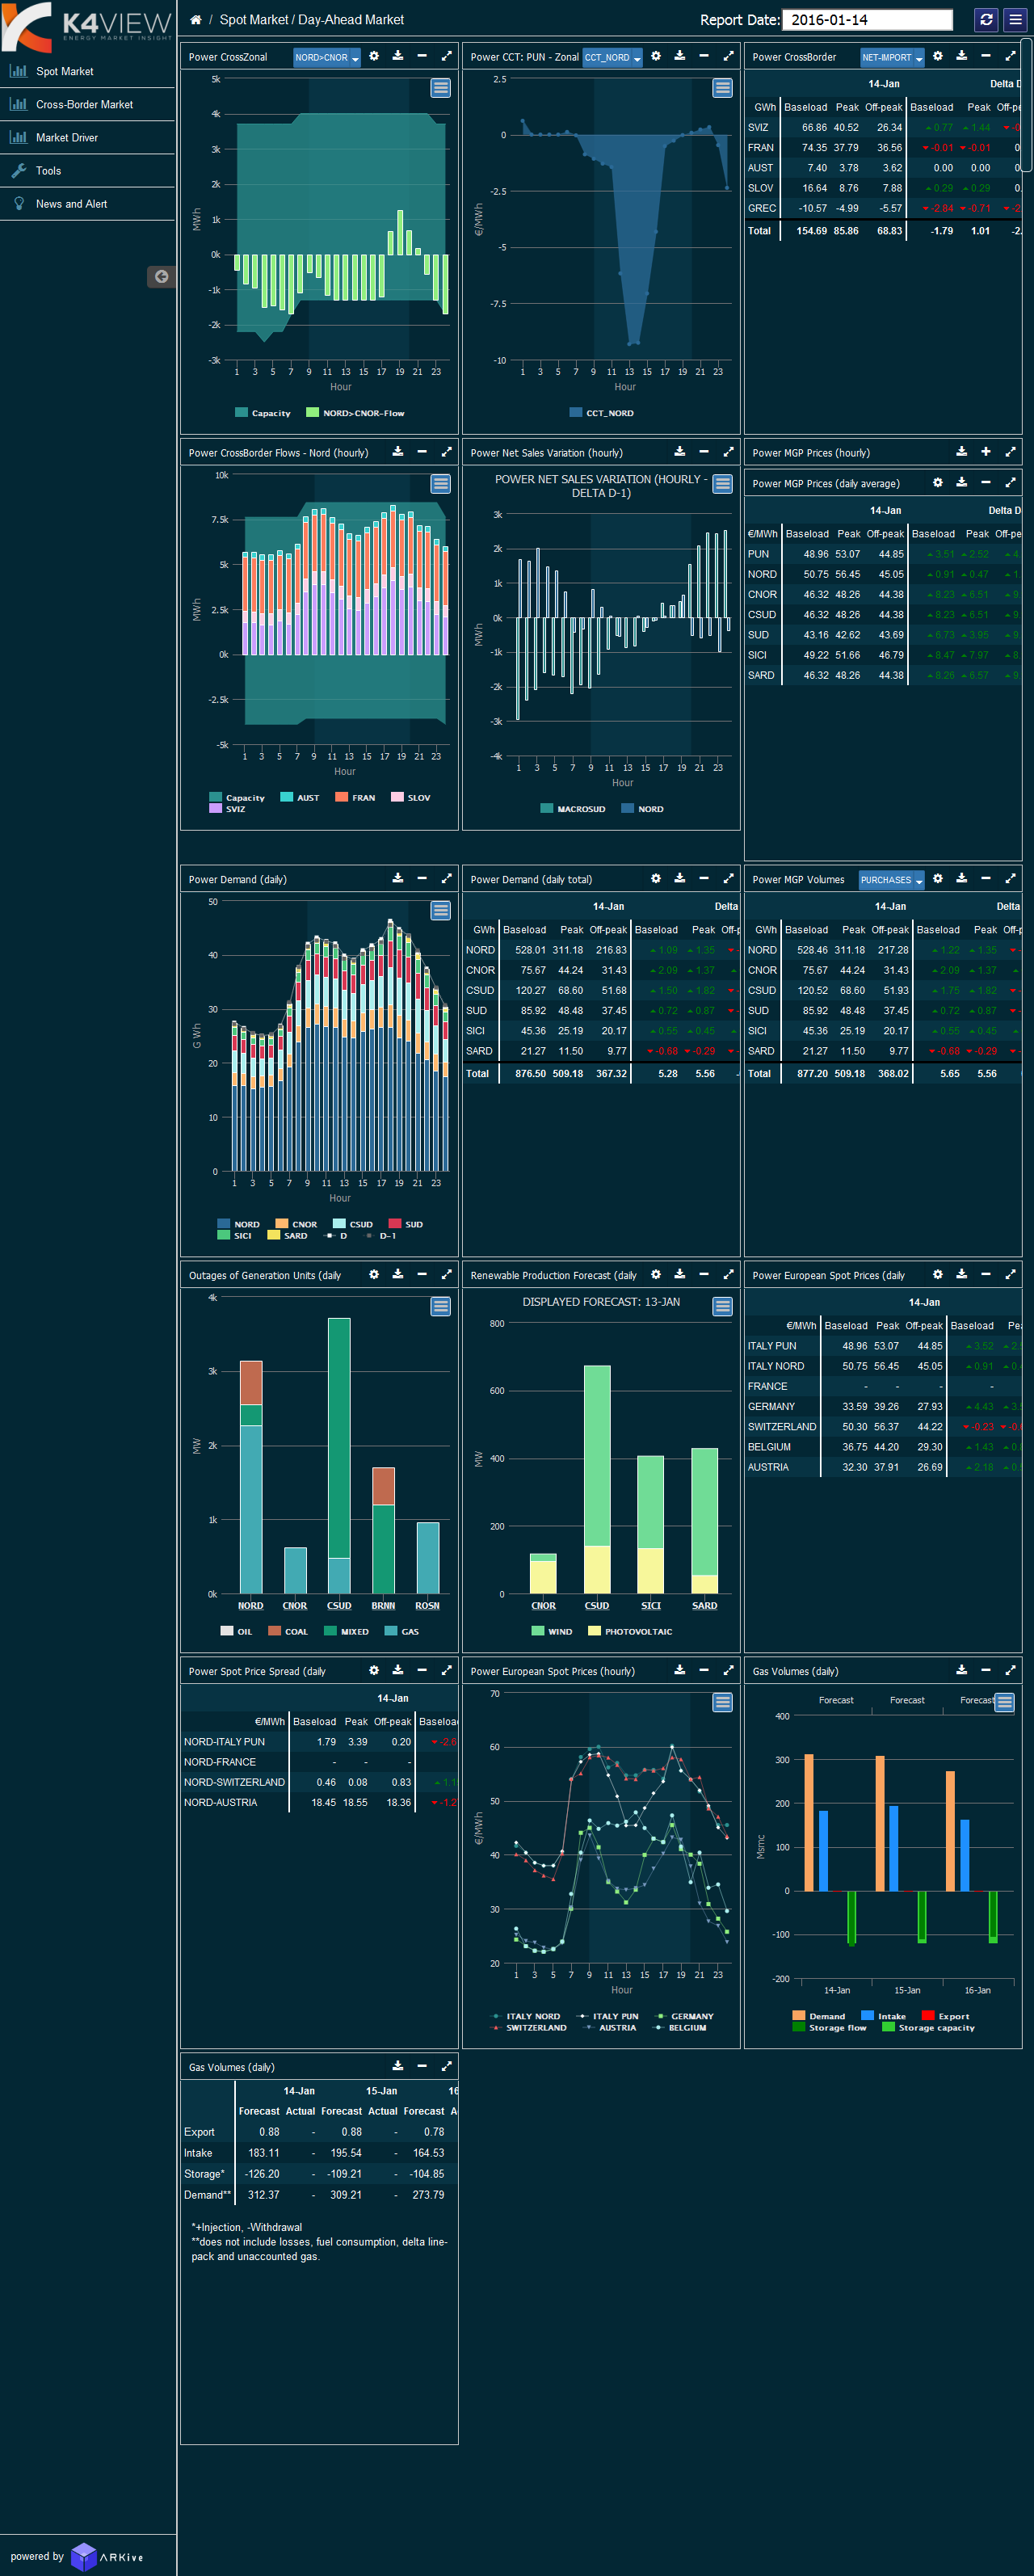 K4VIEW
ENERGY MARKET INSIGHT
/ Spot Market / Day-Ahead Market
Report Date: 2016-01-14
Spot Market
Cross-Border Market
Market Driver
Tools
News and Alert
Power CrossZonal NORD>CNOR
5k
4k
3k
2k
1k
0k
-1k
-2k
-3k
MWh
1 3 5 7 9 11 13 15 17 19 21 23
Hour
Capacity NORD>CNOR-Flow
Power CCT: PUN - Zonal CCT_NORD
2.5
0
-2.5
-5
-7.5
-10
€/MWh
1 3 5 7 9 11 13 15 17 19 21 23
Hour
CCT_NORD
Power CrossBorder NET-IMPORT
14-Jan Delta D
GWh Baseload Peak Off-peak Baseload Peak Off-p
SVIZ 66.86 40.52 26.34 0.77 1.44 -0
FRAN 74.35 37.79 36.56 -0.01 -0.01 0
AUST 7.40 3.78 3.62 0.00 0.00 0
SLOV 16.64 8.76 7.88 0.29 0.29 0.
GREC -10.57 -4.99 -5.57 -2.84 -0.71 -2
Total 154.69 85.86 68.83 -1.79 1.01 -2.
Power CrossBorder Flows - Nord (hourly)
10k
7.5k
5k
2.5k
0k
-2.5k
-5k
MWh
1 3 5 7 9 11 13 15 17 19 21 23
Hour
Capacity AUST FRAN SLOV
SVIZ
Power Net Sales Variation (hourly)
POWER NET SALES VARIATION (HOURLY -
DELTA D-1)
3k
2k
1k
0k
-1k
-2k
-3k
-4k
MWh
1 3 5 7 9 11 13 15 17 19 21 23
Hour
MACROSUD NORD
Power MGP Prices (hourly)
Power MGP Prices (daily average)
14-Jan Delta D
€/MWh Baseload Peak Off-peak Baseload Peak Off-pe
PUN 48.96 53.07 44.85 3.51 2.52 4
NORD 50.75 56.45 45.05 0.91 0.47 1
CNOR 46.32 48.26 44.38 8.23 6.51 9
CSUD 46.32 48.26 44.38 8.23 6.51 9
SUD 43.16 42.62 43.69 6.73 3.95 9
SICI 49.22 51.66 46.79 8.47 7.97 8
SARD 46.32 48.26 44.38 8.26 6.57 9
Power Demand (daily)
50
40
30
20
10
0
G Wh
1 3 5 7 9 11 13 15 17 19 21 23
Hour
NORD CNOR CSUD SUD
SICI SARD D D-1
Power Demand (daily total)
14-Jan Delta
GWh Baseload Peak Off-peak Baseload Peak Off-p
NORD 528.01 311.18 216.83 1.09 1.35 -
CNOR 75.67 44.24 31.43 2.09 1.37
CSUD 120.27 68.60 51.68 1.50 1.82 -
SUD 85.92 48.48 37.45 0.72 0.87 -
SICI 45.36 25.19 20.17 0.55 0.45
SARD 21.27 11.50 9.77 -0.68 -0.29 -
Total 876.50 509.18 367.32 5.28 5.56 -
Power MGP Volumes PURCHASES
14-Jan Delta
GWh Baseload Peak Off-peak Baseload Peak Off-p
NORD 528.46 311.18 217.28 1.22 1.35 -
CNOR 75.67 44.24 31.43 2.09 1.37
CSUD 120.52 68.60 51.93 1.75 1.82 -
SUD 85.92 48.48 37.45 0.72 0.87 -
SICI 45.36 25.19 20.17 0.55 0.45
SARD 21.27 11.50 9.77 -0.68 -0.29 -
Total 877.20 509.18 368.02 5.65 5.56
Outages of Generation Units (daily
4k
3k
2k
1k
0k
MW
NORD CNOR CSUD BRNN ROSN
OIL COAL MIXED GAS
Renewable Production Forecast (daily
DISPLAYED FORECAST: 13-JAN
800
600
400
200
0
MW
CNOR CSUD SICI SARD
WIND PHOTOVOLTAIC
Power European Spot Prices (daily
14-Jan
€/MWh Baseload Peak Off-peak Baseload Pea
ITALY PUN 48.96 53.07 44.85 3.52 2.
ITALY NORD 50.75 56.45 45.05 0.91 0.
FRANCE - - - -
GERMANY 33.59 39.26 27.93 4.43 3.
SWITZERLAND 50.30 56.37 44.22 -0.23 -0.
BELGIUM 36.75 44.20 29.30 1.43 0.
AUSTRIA 32.30 37.91 26.69 2.18 0.
Power Spot Price Spread (daily
14-Jan
€/MWh Baseload Peak Off-peak Baseload
NORD-ITALY PUN 1.79 3.39 0.20 -2.6
NORD-FRANCE - - -
NORD-SWITZERLAND 0.46 0.08 0.83 1.1
NORD-AUSTRIA 18.45 18.55 18.36 -1.2
Power European Spot Prices (hourly)
70
60
50
40
30
20
€/MWh
1 3 5 7 9 11 13 15 17 19 21 23
Hour
ITALY NORD ITALY PUN GERMANY
SWITZERLAND AUSTRIA BELGIUM
Gas Volumes (daily)
Forecast Forecast Forecast
400
300
200
100
0
-100
-200
Msmc
14-Jan 15-Jan 16-Jan
Demand Intake Export
Storage flow Storage capacity
Gas Volumes (daily)
14-Jan 15-Jan 16
Forecast Actual Forecast Actual Forecast A
Export 0.88 - 0.88 - 0.78
Intake 183.11 - 195.54 - 164.53
Storage* -126.20 - -109.21 - -104.85
Demand** 312.37 - 309.21 - 273.79
*+Injection, -Withdrawal
**does not include losses, fuel consumption, delta line-
pack and unaccounted gas.
powered by ARKive